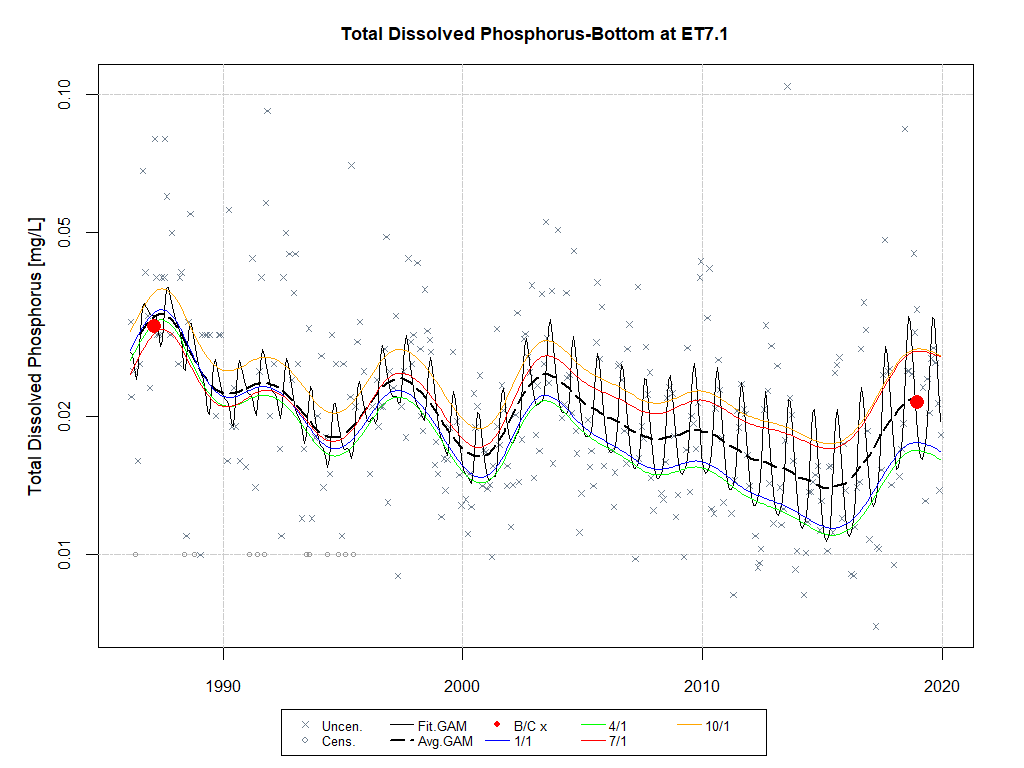 Total Dissolved Phosphorus-Bottom at ET7.1
Total Dissolved Phosphorus [mg/L]
0.10
0.05
0.02
0.01
1990 2000 2010 2020
Uncen. Fit.GAM B/C x 4/1 10/1
Cens. Avg.GAM 1/1 7/1